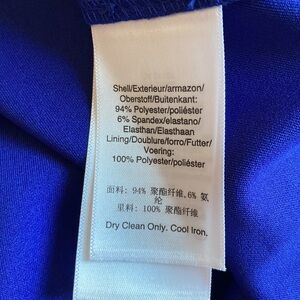 Shell/Exterieur/armazon/
Oberstoff/Buitenkant:
94% Polyester/poliéster
6% Spandex/elastano/
Elasthan/Elasthaan
Lining/Doublure/forro/Futter/
Voering:
100% Polyester/poliéster
面料: 94% 聚酯纤维,6% 氨
纶
里料: 100% 聚酯纤维
Dry Clean Only. Cool Iron.